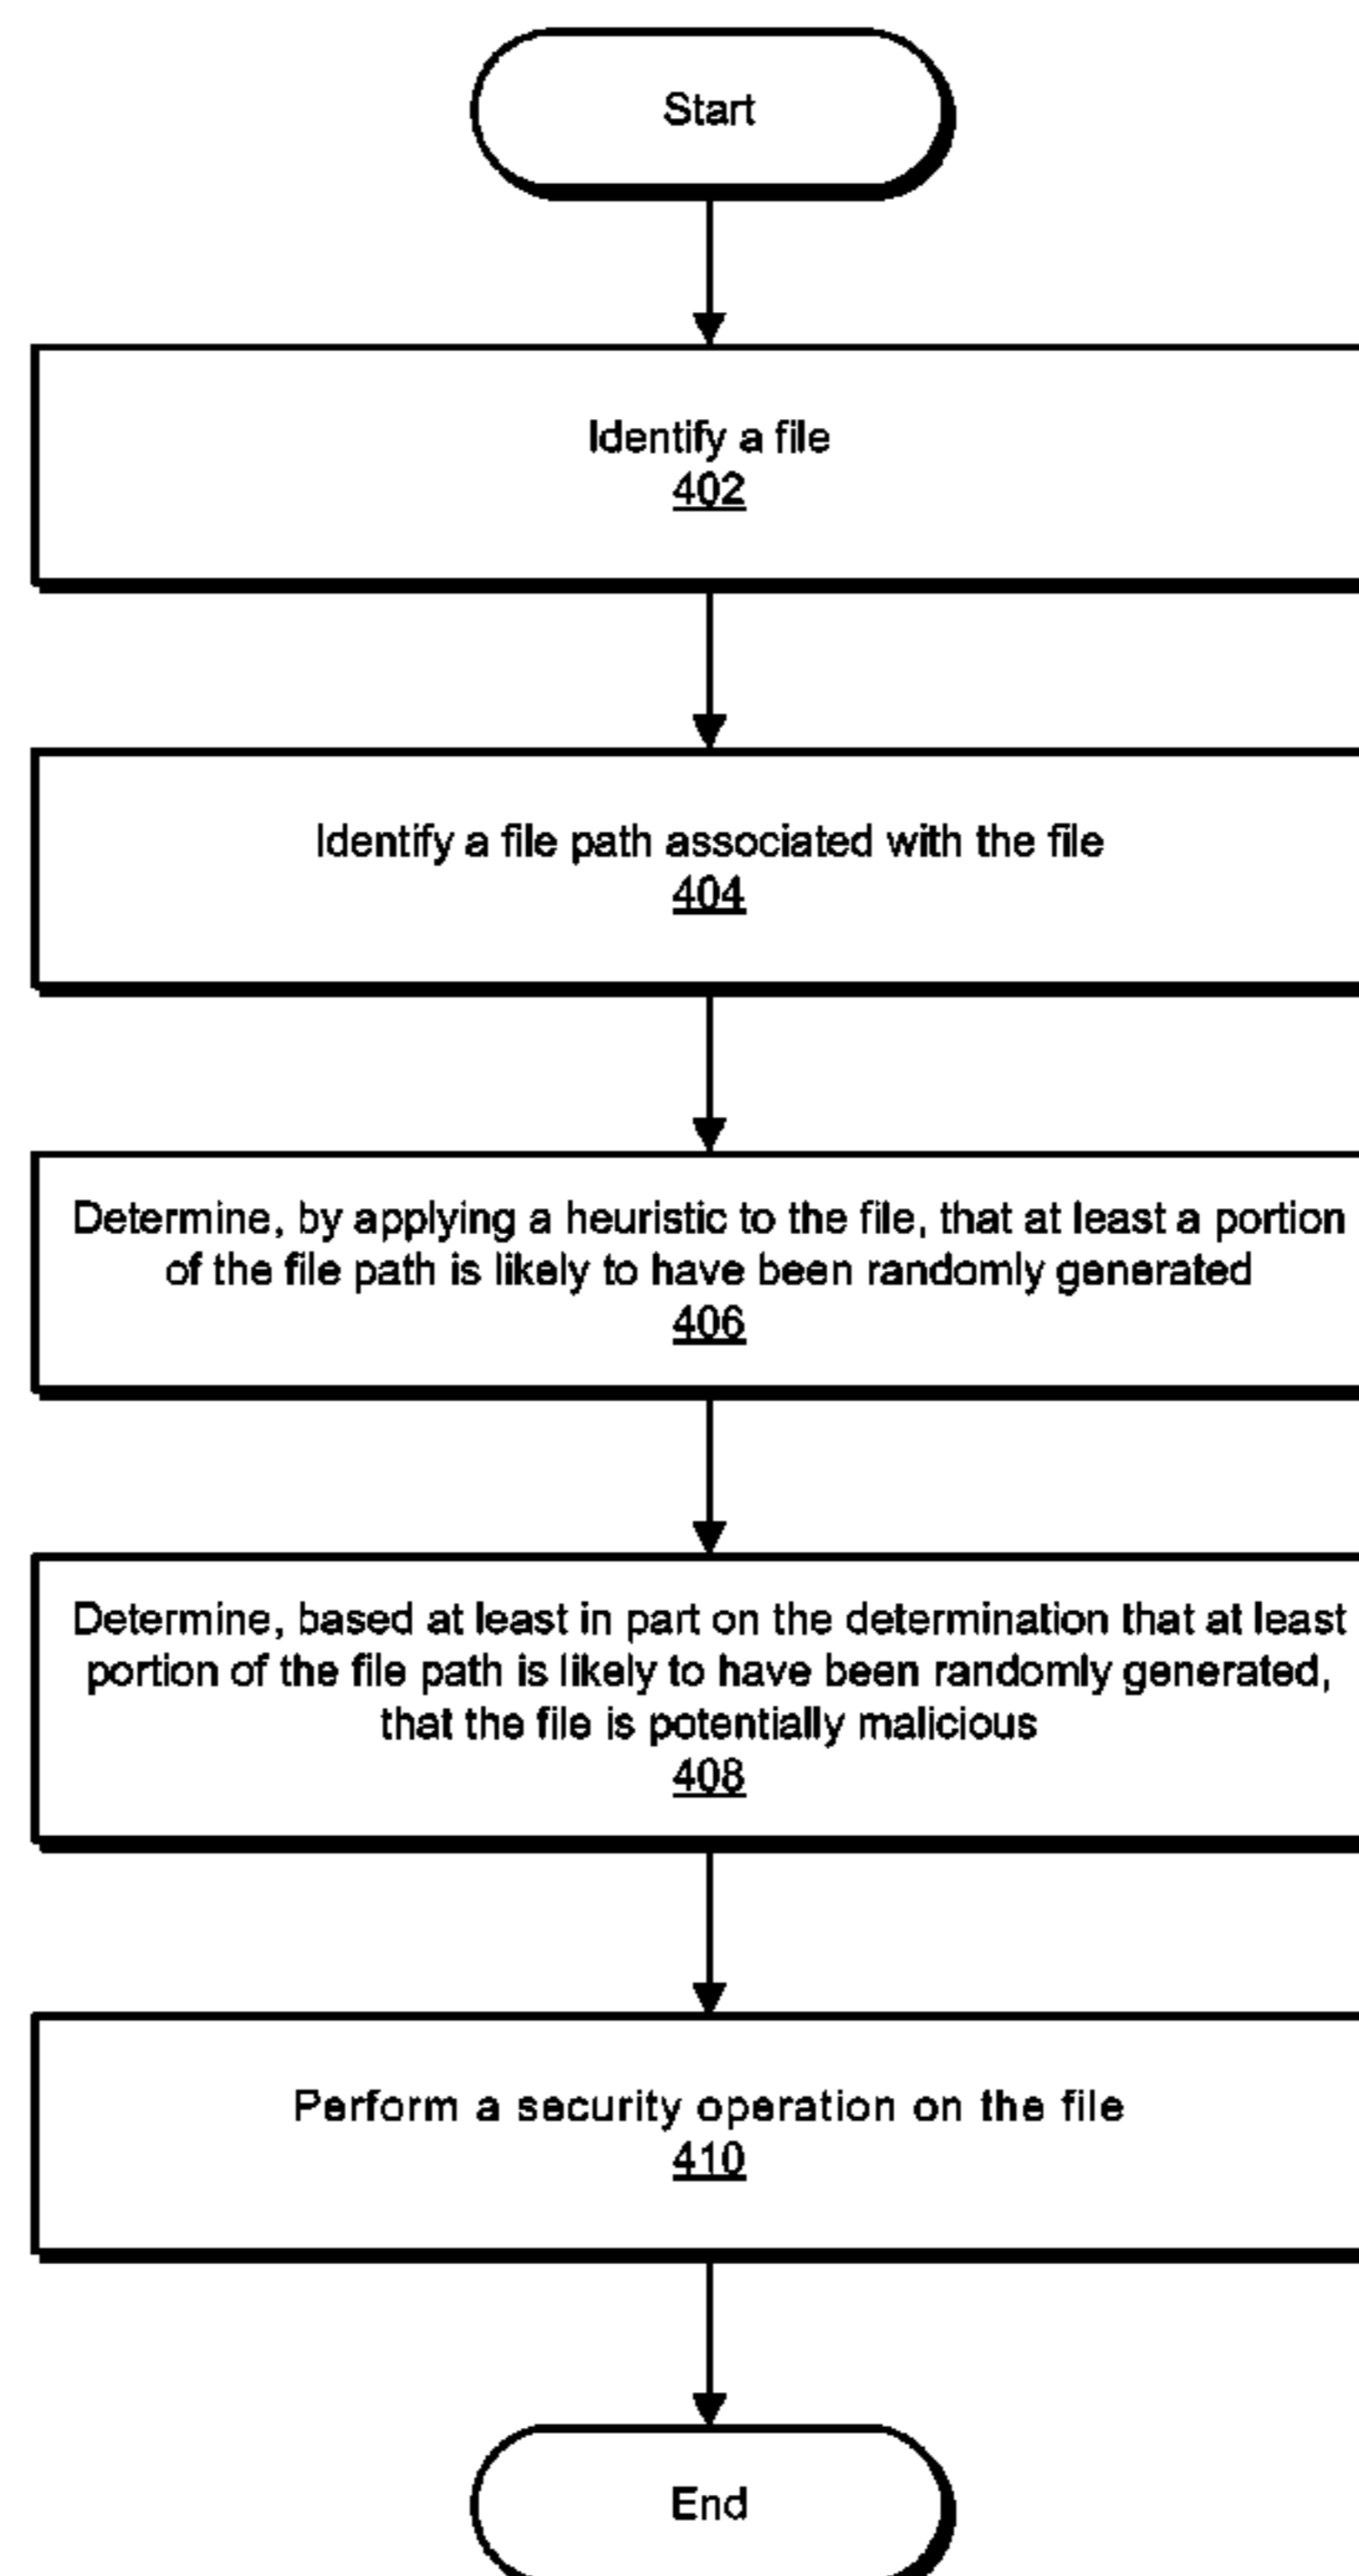 Start
Identify a file
402
Identify a file path associated with the file
404
Determine, by applying a heuristic to the file, that at least a portion
of the file path is likely to have been randomly generated
406
Determine, based at least in part on the determination that at least
portion of the file path is likely to have been randomly generated,
that the file is potentially malicious
408
Perform a security operation on the file
410
End